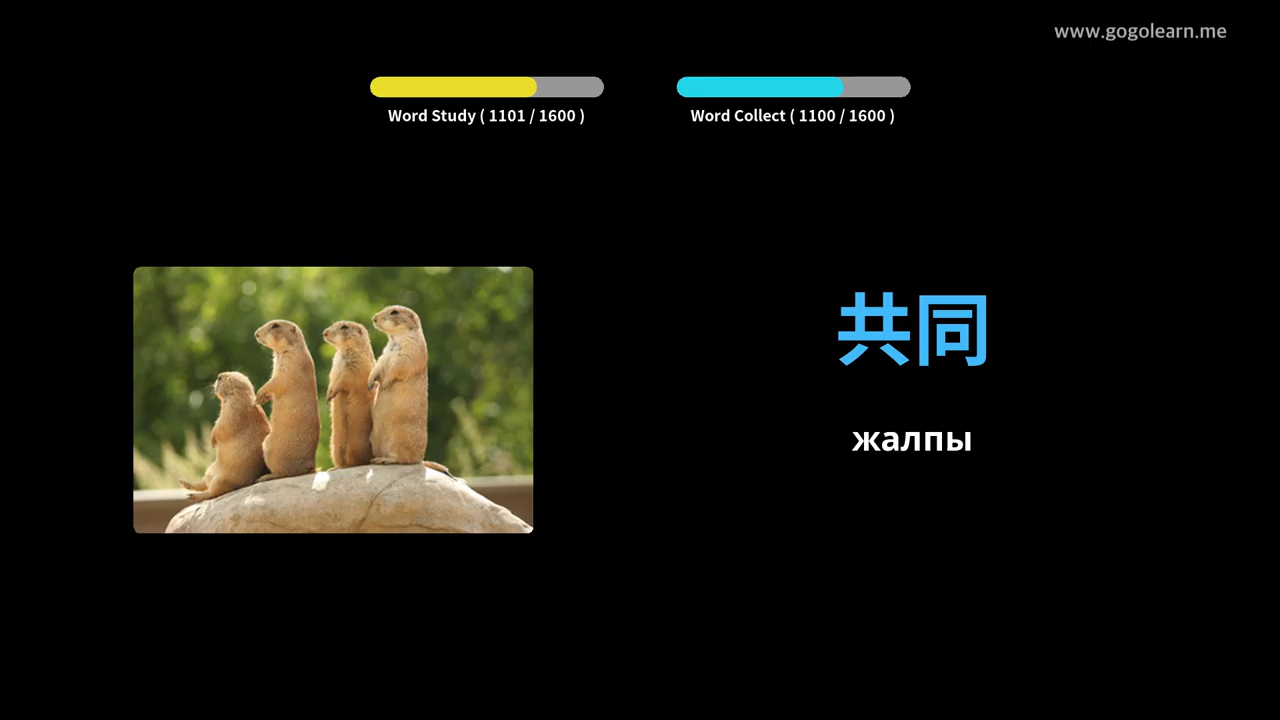 www.gogolearn.me
Word Study ( 1101 / 1600 )
Word Collect ( 1100 / 1600 )
共同
жалпы